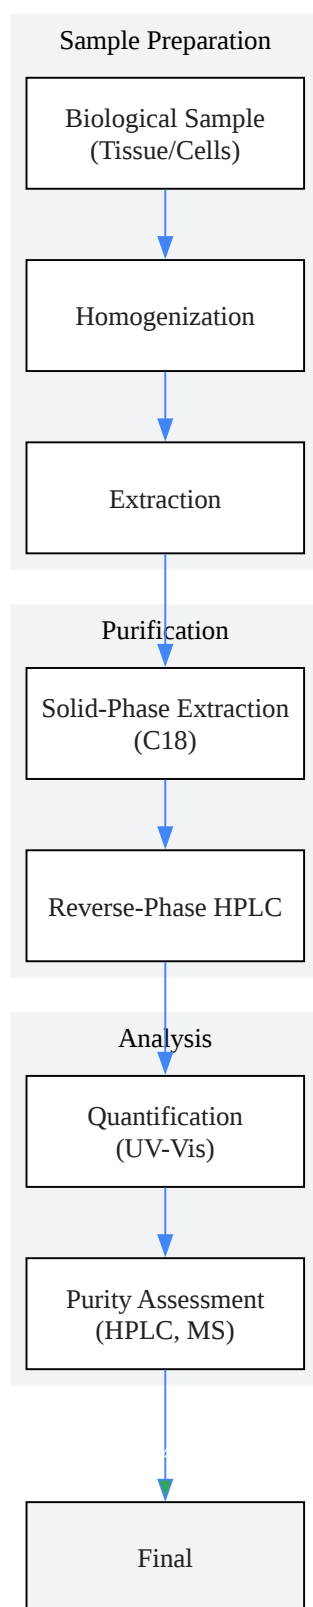 Sample Preparation
Biological Sample
(Tissue/Cells)
Homogenization
Extraction
Purification
Solid-Phase Extraction
(C18)
Reverse-Phase HPLC
Analysis
Quantification
(UV-Vis)
Purity Assessment
(HPLC, MS)
Final